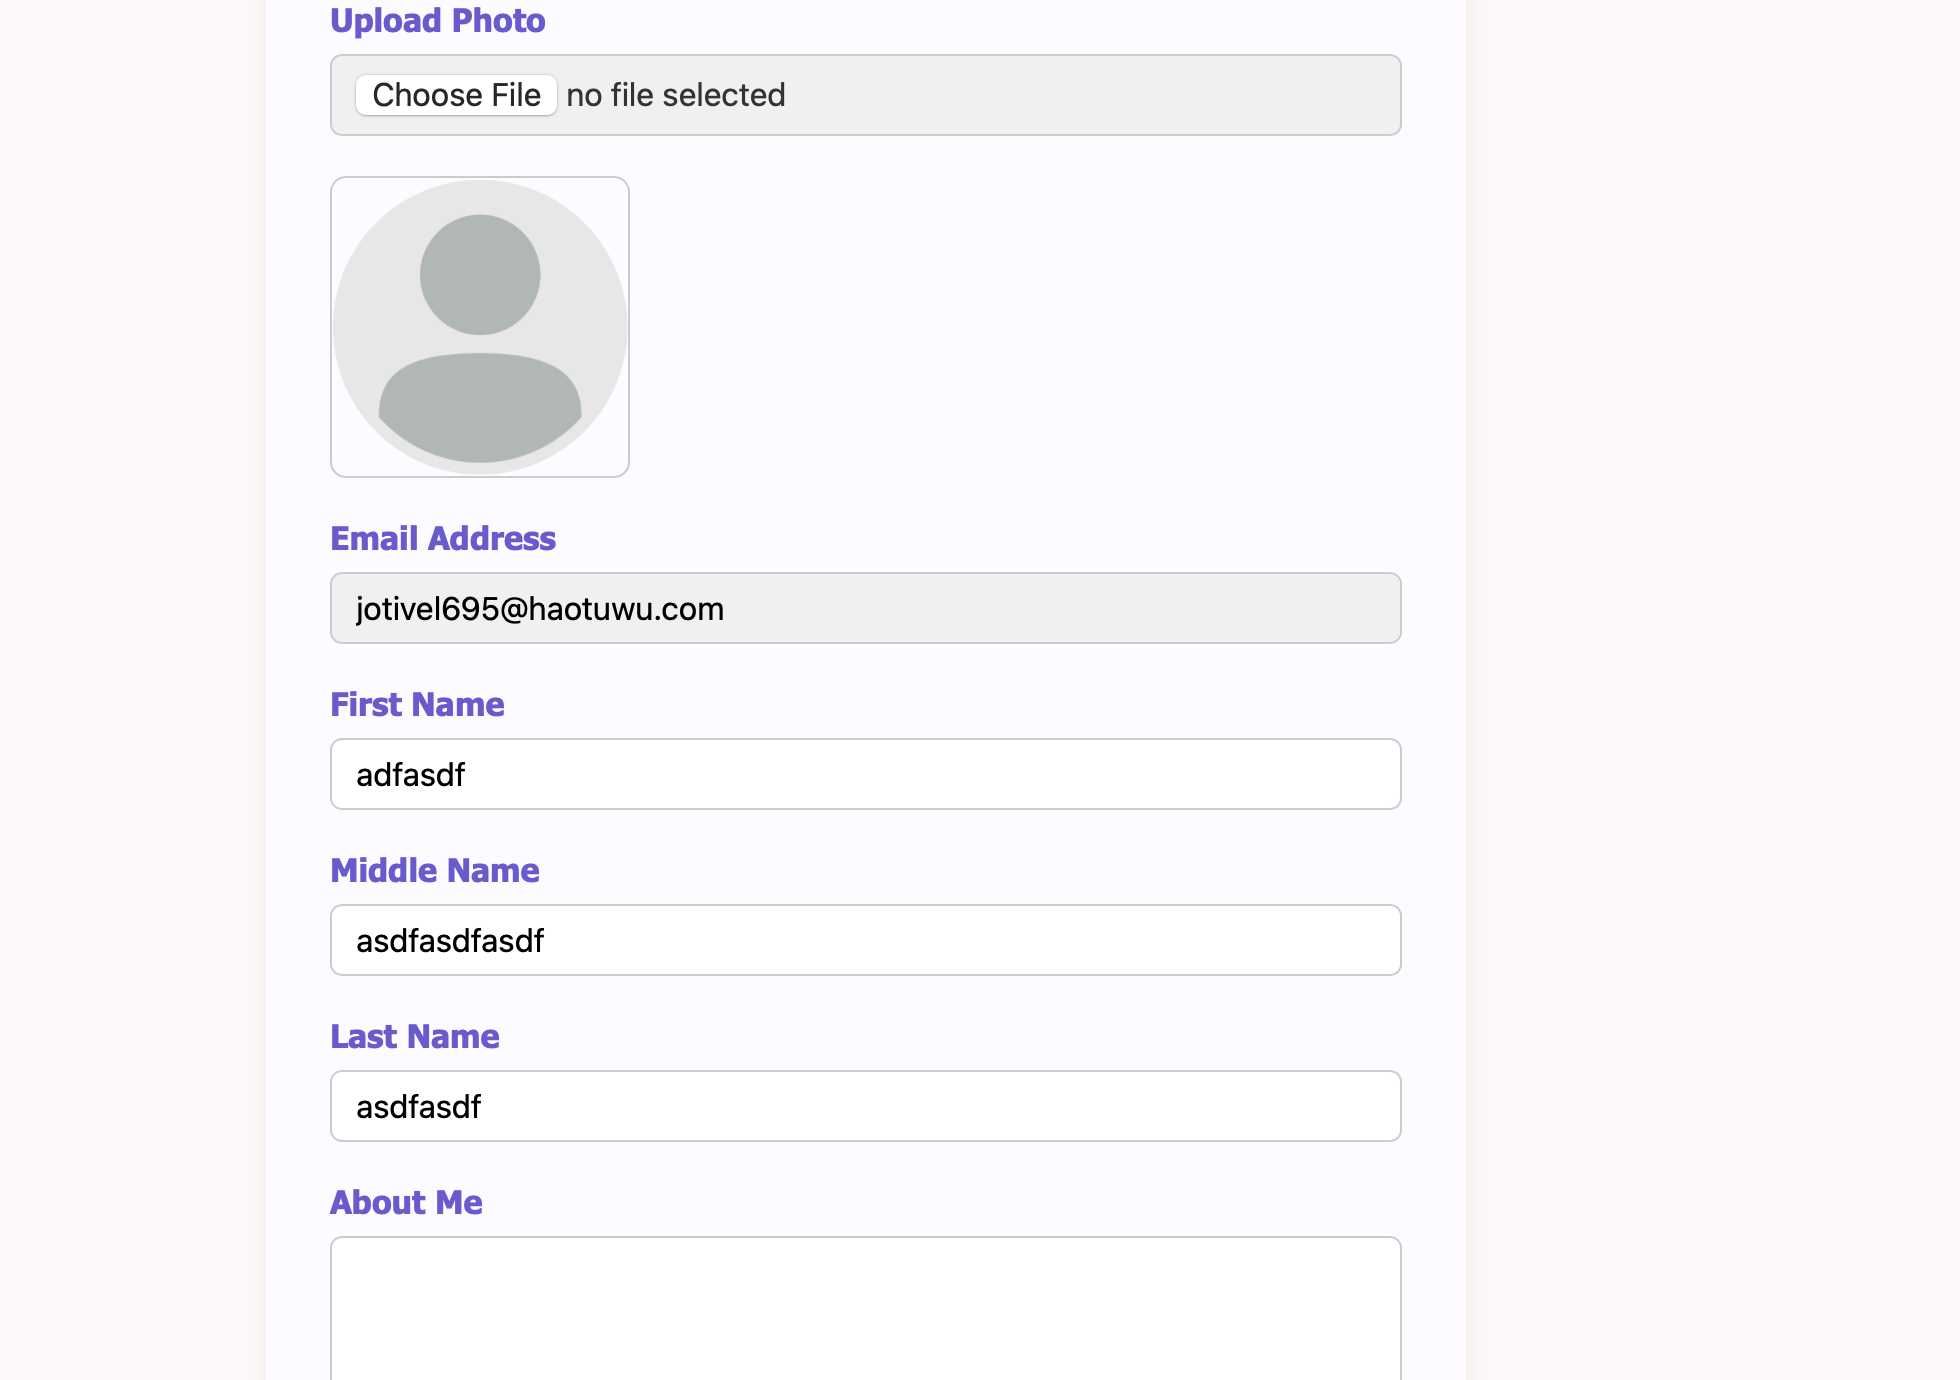 Upload Photo
Choose File no file selected
Email Address
jotivel695@haotuwu.com
First Name
adfasdf
Middle Name
asdfasdfasdf
Last Name
asdfasdf
About Me